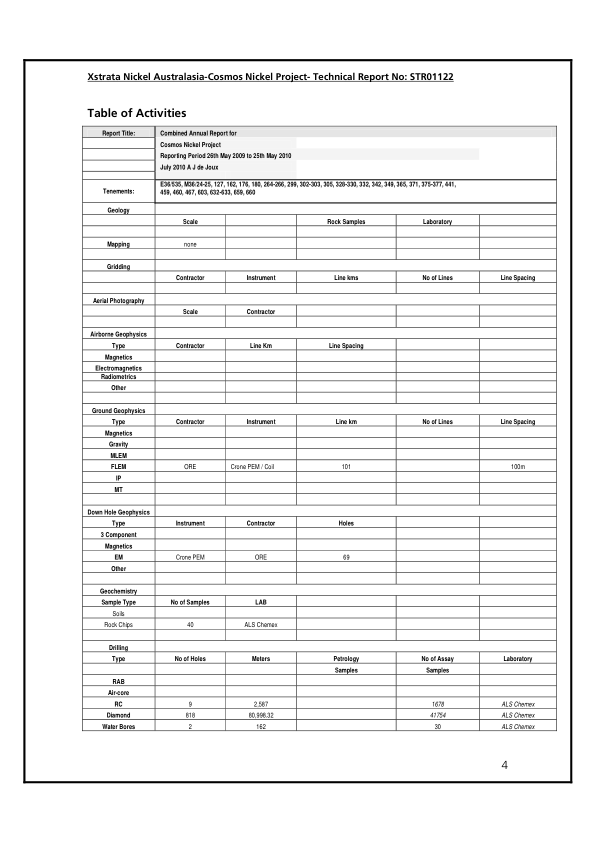 Xstrata Nickel Australasia-Cosmos Nickel Project- Technical Report No: STR01122
Table of Activities
Report Title: Combined Annual Report for
Cosmos Nickel Project
Reporting Period 26th May 2009 to 25th May 2010
July 2010 A J de Joux
Tenements: E36/535, M36/24-25, 127, 162, 176, 180, 264-266, 299, 302-303, 305, 328-330, 332, 342, 349, 365, 371, 375-377, 441,
459, 460, 467, 603, 632-633, 659, 660
Geology
Scale Rock Samples Laboratory
Mapping none
Gridding
Contractor Instrument Line kms No of Lines Line Spacing
Aerial Photography
Scale Contractor
Airborne Geophysics
Type Contractor Line Km Line Spacing
Magnetics
Electromagnetics
Radiometrics
Other
Ground Geophysics
Type Contractor Instrument Line km No of Lines Line Spacing
Magnetics
Gravity
MLEM
FLEM ORE Crone PEM / Coil 101 100m
IP
MT
Down Hole Geophysics
Type Instrument Contractor Holes
3 Component
Magnetics
EM Crone PEM ORE 69
Other
Geochemistry
Sample Type No of Samples LAB
Soils
Rock Chips 40 ALS Chemex
Drilling
Type No of Holes Meters Petrology No of Assay Laboratory
Samples Samples
RAB
Air-core
RC 9 2,587 1678 ALS Chemex
Diamond 818 80,998.32 41754 ALS Chemex
Water Bores 2 162 30 ALS Chemex
4